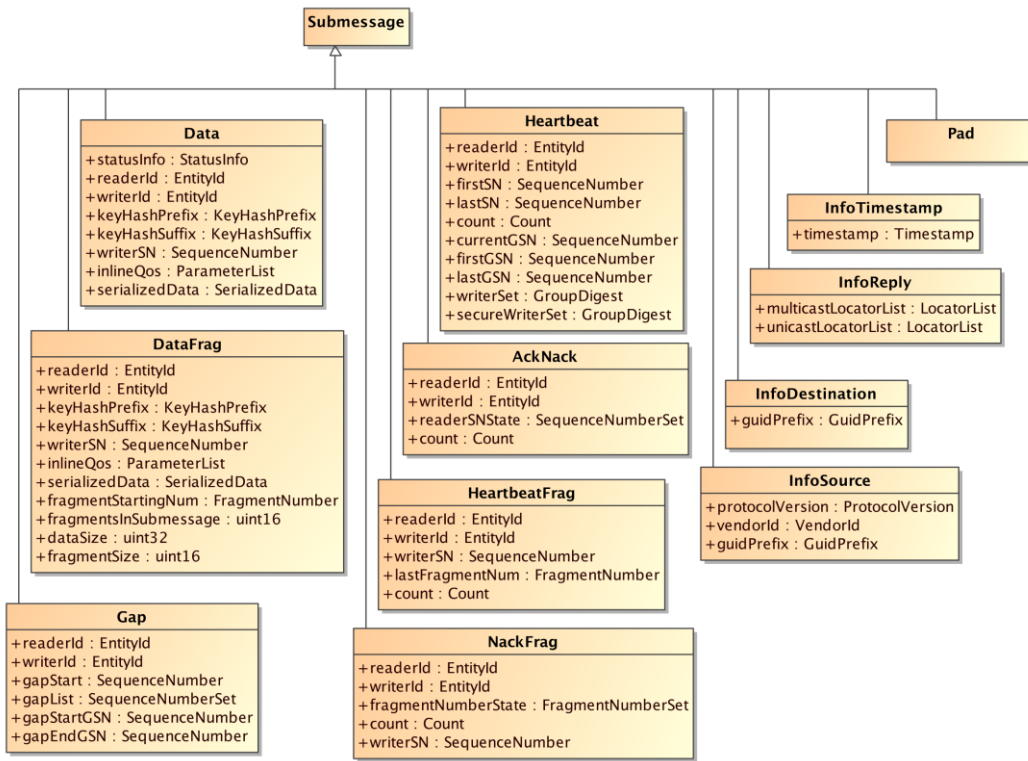 Submessage
Data
+statusInfo : StatusInfo
+readerId : EntityId
+writerId : EntityId
+keyHashPrefix : KeyHashPrefix
+keyHashSuffix : KeyHashSuffix
+writerSN : SequenceNumber
+inlineQos : ParameterList
+serializedData : SerializedData
Heartbeat
+readerId : EntityId
+writerId : EntityId
+firstSN : SequenceNumber
+lastSN : SequenceNumber
+count : Count
+currentGSN : SequenceNumber
+firstGSN : SequenceNumber
+lastGSN : SequenceNumber
+writerSet : GroupDigest
+secureWriterSet : GroupDigest
Pad
InfoTimestamp
+timestamp : Timestamp
InfoReply
+multicastLocatorList : LocatorList
+unicastLocatorList : LocatorList
DataFrag
+readerId : EntityId
+writerId : EntityId
+keyHashPrefix : KeyHashPrefix
+keyHashSuffix : KeyHashSuffix
+writerSN : SequenceNumber
+inlineQos : ParameterList
+serializedData : SerializedData
+fragmentStartingNum : FragmentNumber
+fragmentsInSubmessage : uint16
+dataSize : uint32
+fragmentSize : uint16
AckNack
+readerId : EntityId
+writerId : EntityId
+readerSNState : SequenceNumberSet
+count : Count
InfoDestination
+guidPrefix : GuidPrefix
InfoSource
+protocolVersion : ProtocolVersion
+vendorId : VendorId
+guidPrefix : GuidPrefix
HeartbeatFrag
+readerId : EntityId
+writerId : EntityId
+writerSN : SequenceNumber
+lastFragmentNum : FragmentNumber
+count : Count
Gap
+readerId : EntityId
+writerId : EntityId
+gapStart : SequenceNumber
+gapList : SequenceNumberSet
+gapStartGSN : SequenceNumber
+gapEndGSN : SequenceNumber
NackFrag
+readerId : EntityId
+writerId : EntityId
+fragmentNumberState : FragmentNumberSet
+count : Count
+writerSN : SequenceNumber